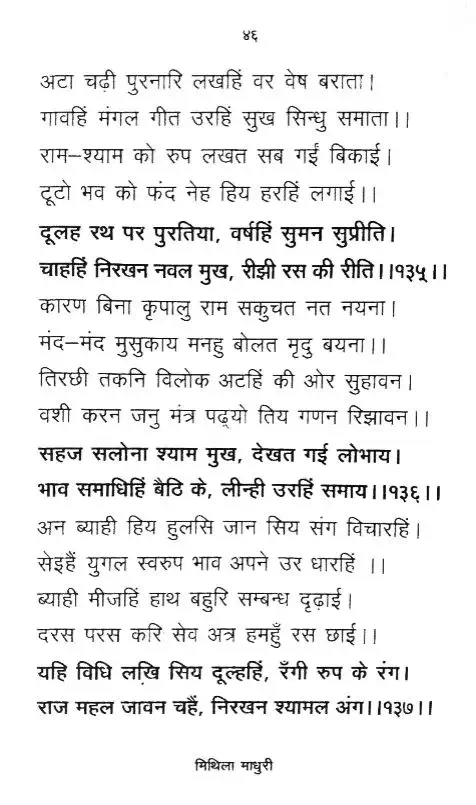 ४६
अटा चढ़ी पुरनारि लखहिं वर वेष बराता।
गावहिं मंगल गीत उरहिं सुख सिन्धु समाता।।
राम-श्याम को रुप लखत सब गईं बिकाई।
टूटो भव को फंद नेह हिय हरहिं लगाई।।
दूलह रथ पर पुरतिया, वर्षहिं सुमन सुप्रीति।
चाहहिं निरखन नवल मुख, रीझी रस की रीति।।१३५।।
कारण बिना कृपालु राम सकुचत नत नयना।
मंद-मंद मुसुकाय मनहु बोलत मृदु बयना।।
तिरछी तकनि विलोक अटहिं की ओर सुहावन।
वशी करन जनु मंत्र पढ़्यो तिय गणन रिझावन।।
सहज सलोना श्याम मुख, देखत गई लोभाय।
भाव समाधिहिं बैठि के, लीन्ही उरहिं समाय।।१३६।।
अन ब्याही हिय हुलसि जान सिय संग विचारहिं।
सेइहैं युगल स्वरुप भाव अपने उर धारहिं ।।
ब्याही मीजहिं हाथ बहुरि सम्बन्ध दृढ़ाई।
दरस परस करि सेव अत्र हमहुँ रस छाई।।
यहि विधि लखि सिय दूल्हहिं, रँगी रुप के रंग।
राज महल जावन चहैं, निरखन श्यामल अंग।।१३७।।
मिथिला माधुरी